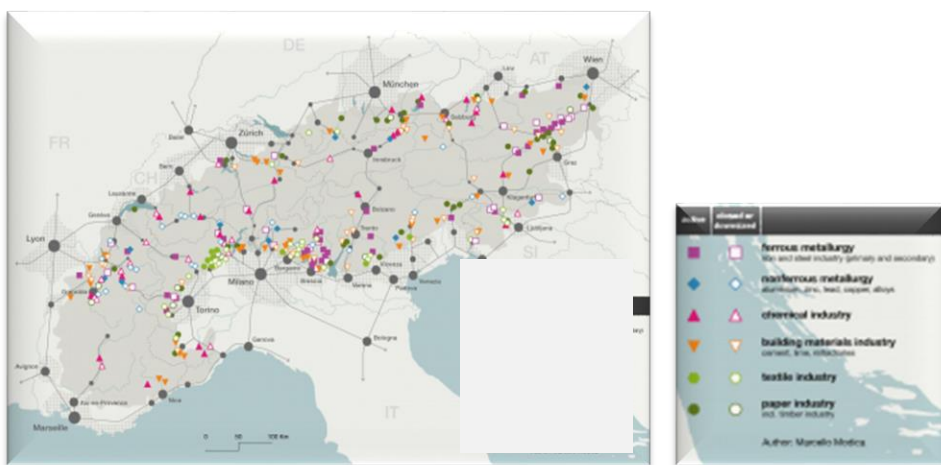 DE
AT
Wien
Linz
München
Salzburg
FR
Basel
Zürich
Innsbruck
Graz
Bern
CH
Lausanne
Klagenfurt
Genève
Bolzano
Ljubljana
Trento
SI
Lyon
Bergamo
Vicenza
Milano
Brescia
Verona
Padova
Venezia
Grenoble
Torino
Genova
Bologna
Avignon
Nice
Aix-en-Provence
IT
Marseille
0 50 100 Km
active closed or downsized
ferrous metallurgy
iron and steel industry (primary and secondary)
nonferrous metallurgy
aluminum, zinc, lead, copper, alloys
chemical industry
building materials industry
cement, lime, refractories
textile industry
paper industry
incl. timber industry
Author: Marcello Modica